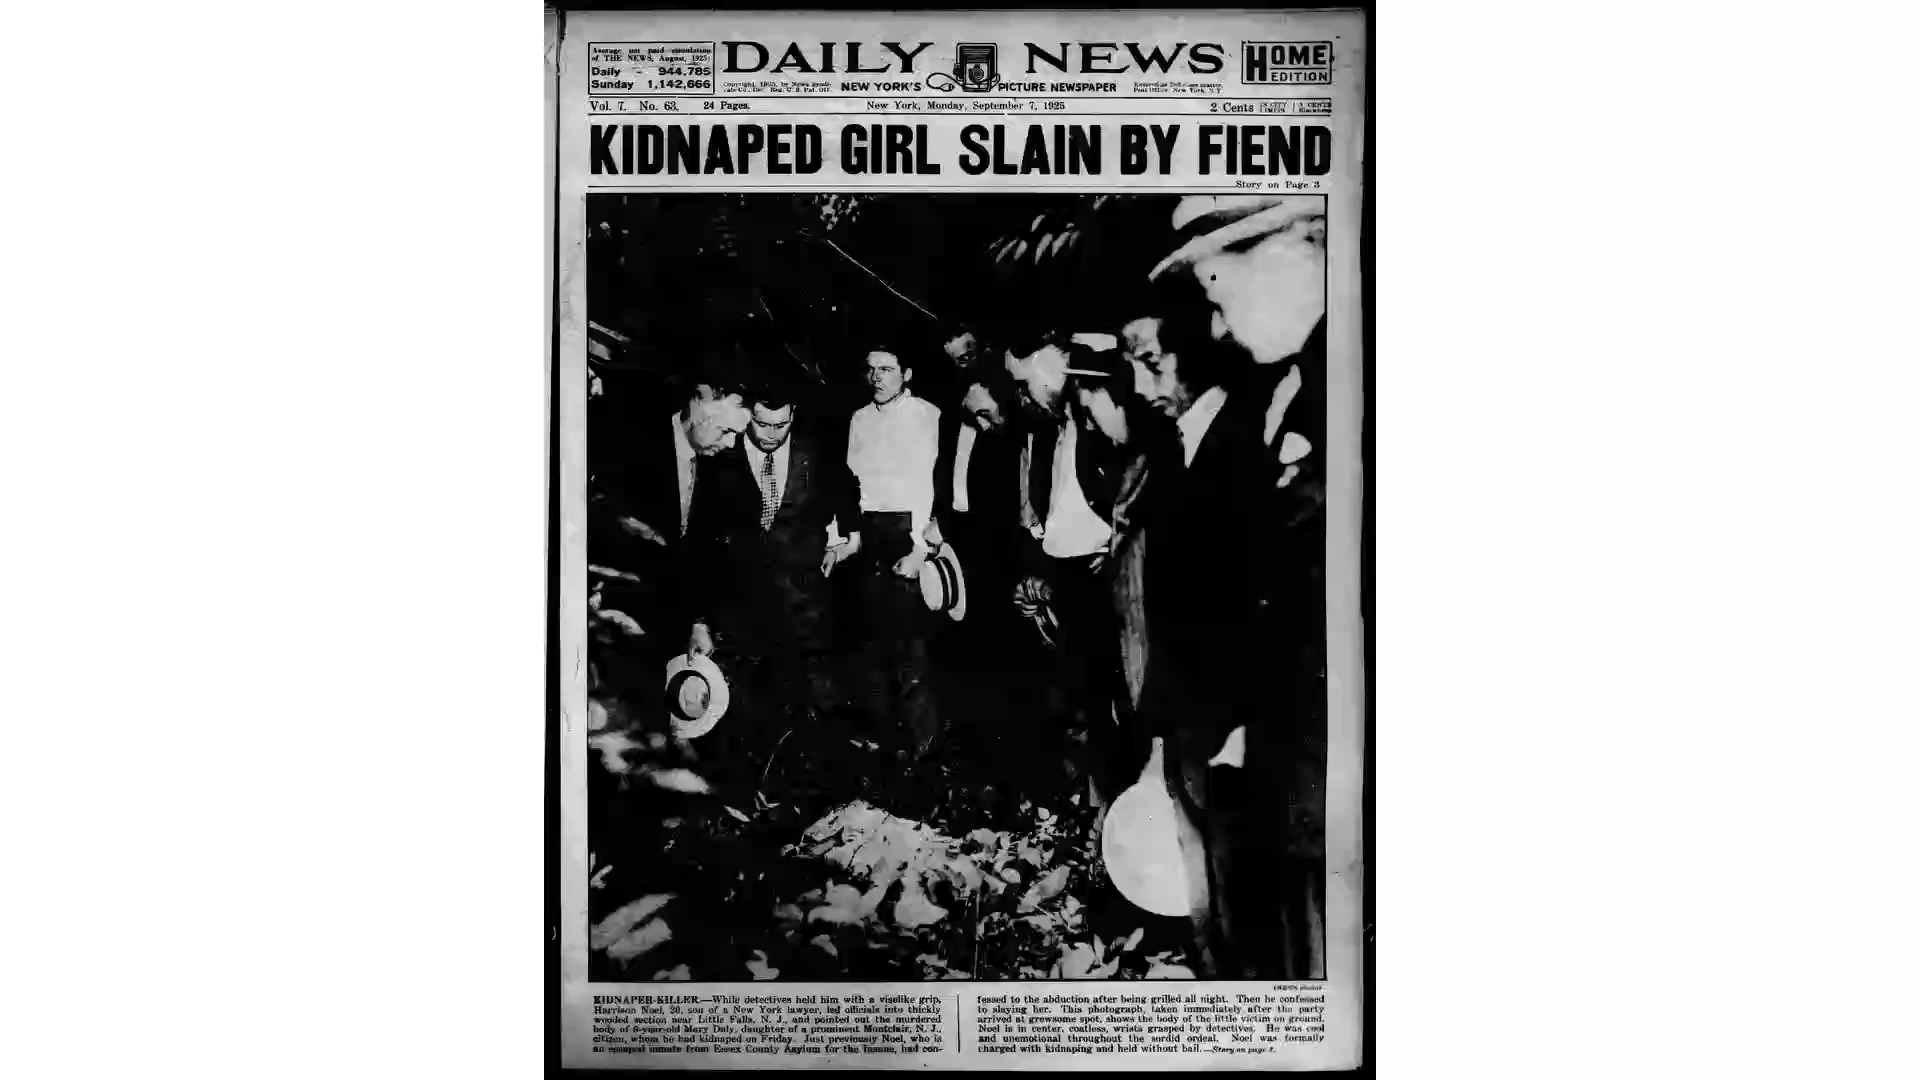 Average net paid circulation
of THE NEWS, August, 1925:
Daily - 944,785
Sunday 1,142,666
DAILY NEWS
NEW YORK'S PICTURE NEWSPAPER
HOME
EDITION
Vol. 7. No. 63. 24 Pages.
New York, Monday, September 7, 1925
2 Cents
KIDNAPED GIRL SLAIN BY FIEND
Story on Page 3
KIDNAPER-KILLER.—While detectives held him with a viselike grip,
Harrison Noel, 20, son of a New York lawyer, led officials into thickly
wooded section near Little Falls, N. J., and pointed out the murdered
body of 6-year-old Mary Daly, daughter of a prominent Montclair, N. J.,
citizen, whom he had kidnaped on Friday. Just previously Noel, who is
an escaped inmate from Essex County Asylum for the Insane, had con-
fessed to the abduction after being grilled all night. Then he confessed
to slaying her. This photograph, taken immediately after the party
arrived at grewsome spot, shows the body of the little victim on ground.
Noel is in center, coatless, wrists grasped by detectives. He was cool
and unemotional throughout the sordid ordeal. Noel was formally
charged with kidnaping and held without bail.—Story on page